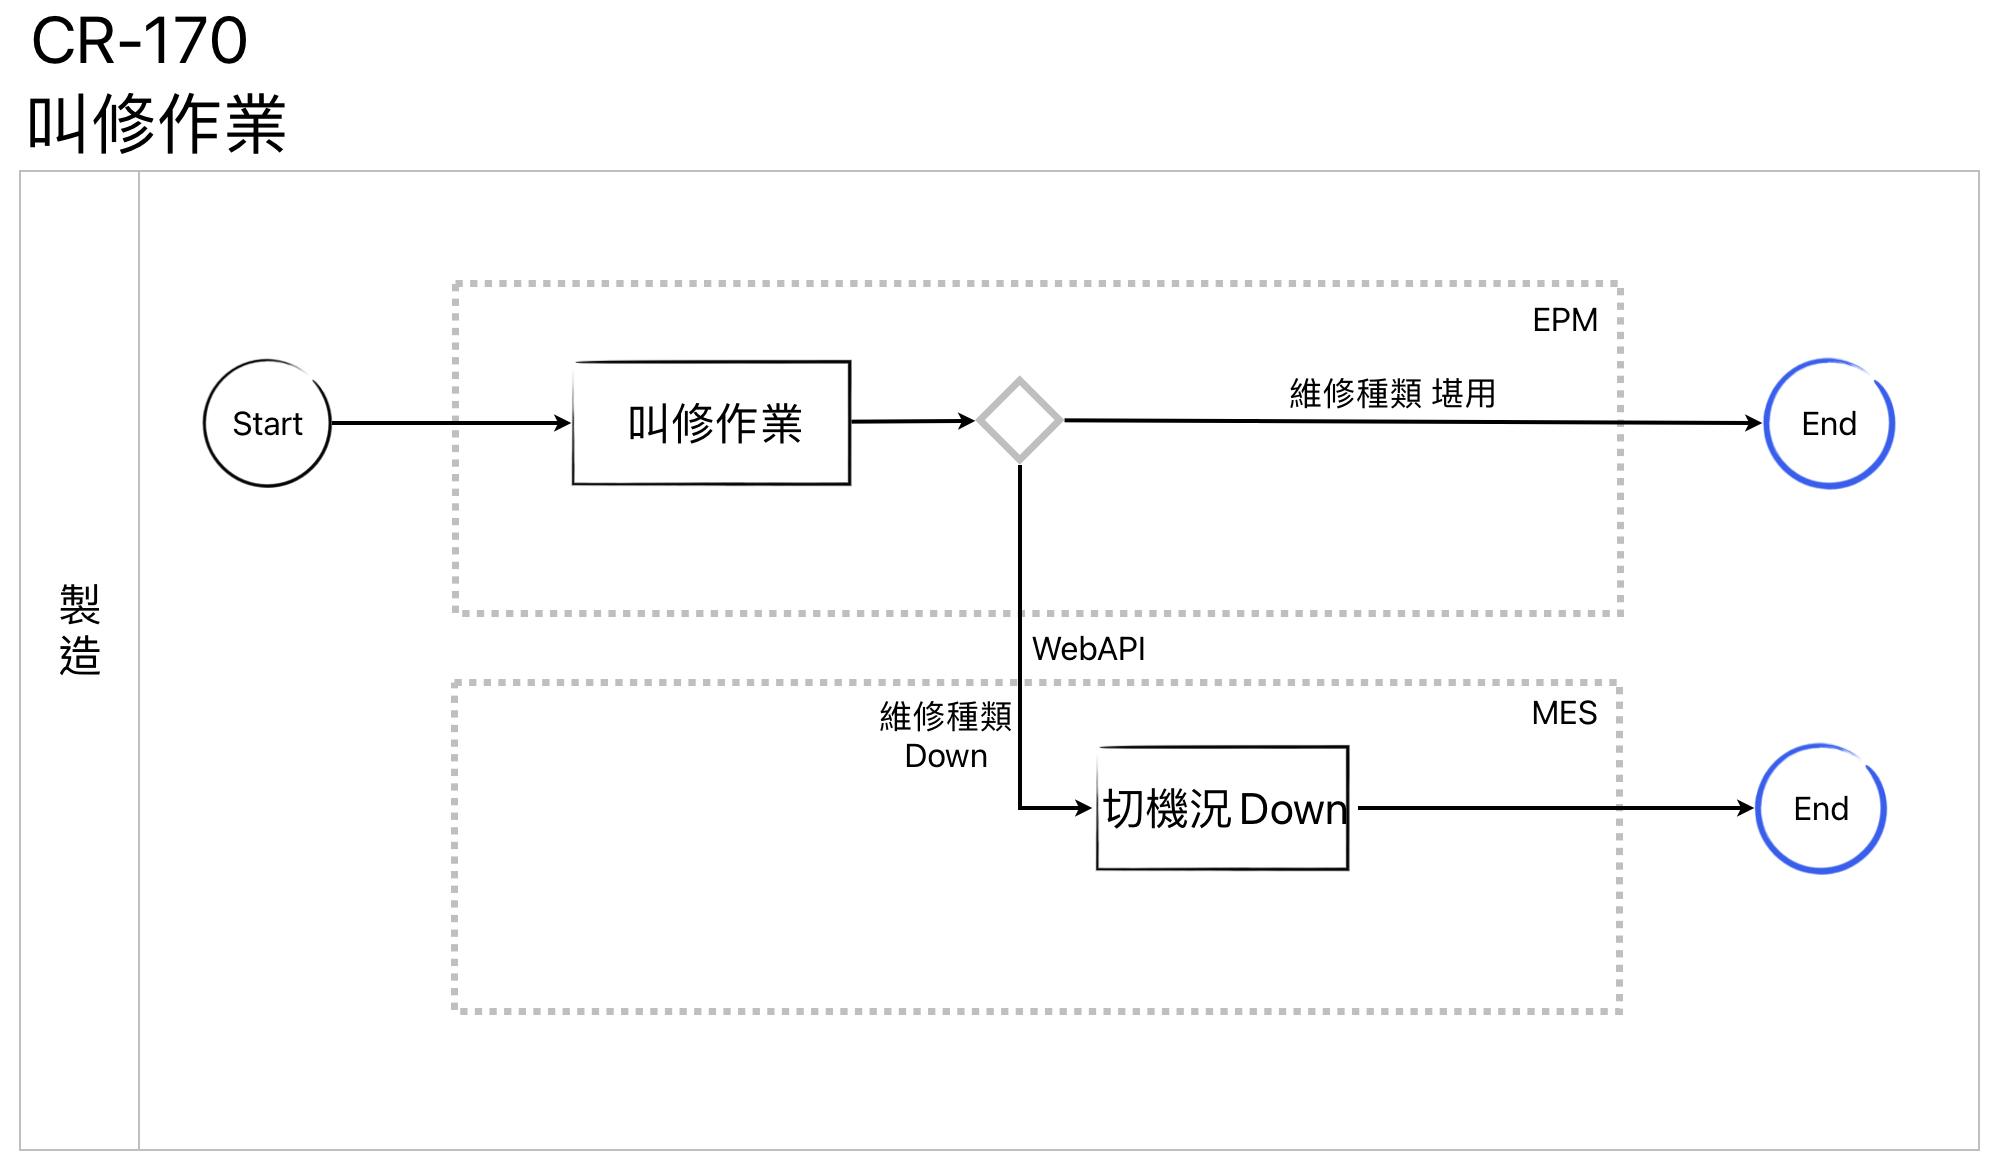 CR-170
叫修作業
製
造
EPM
Start
叫修作業
維修種類 堪用
End
WebAPI
維修種類
Down
MES
切機況 Down
End